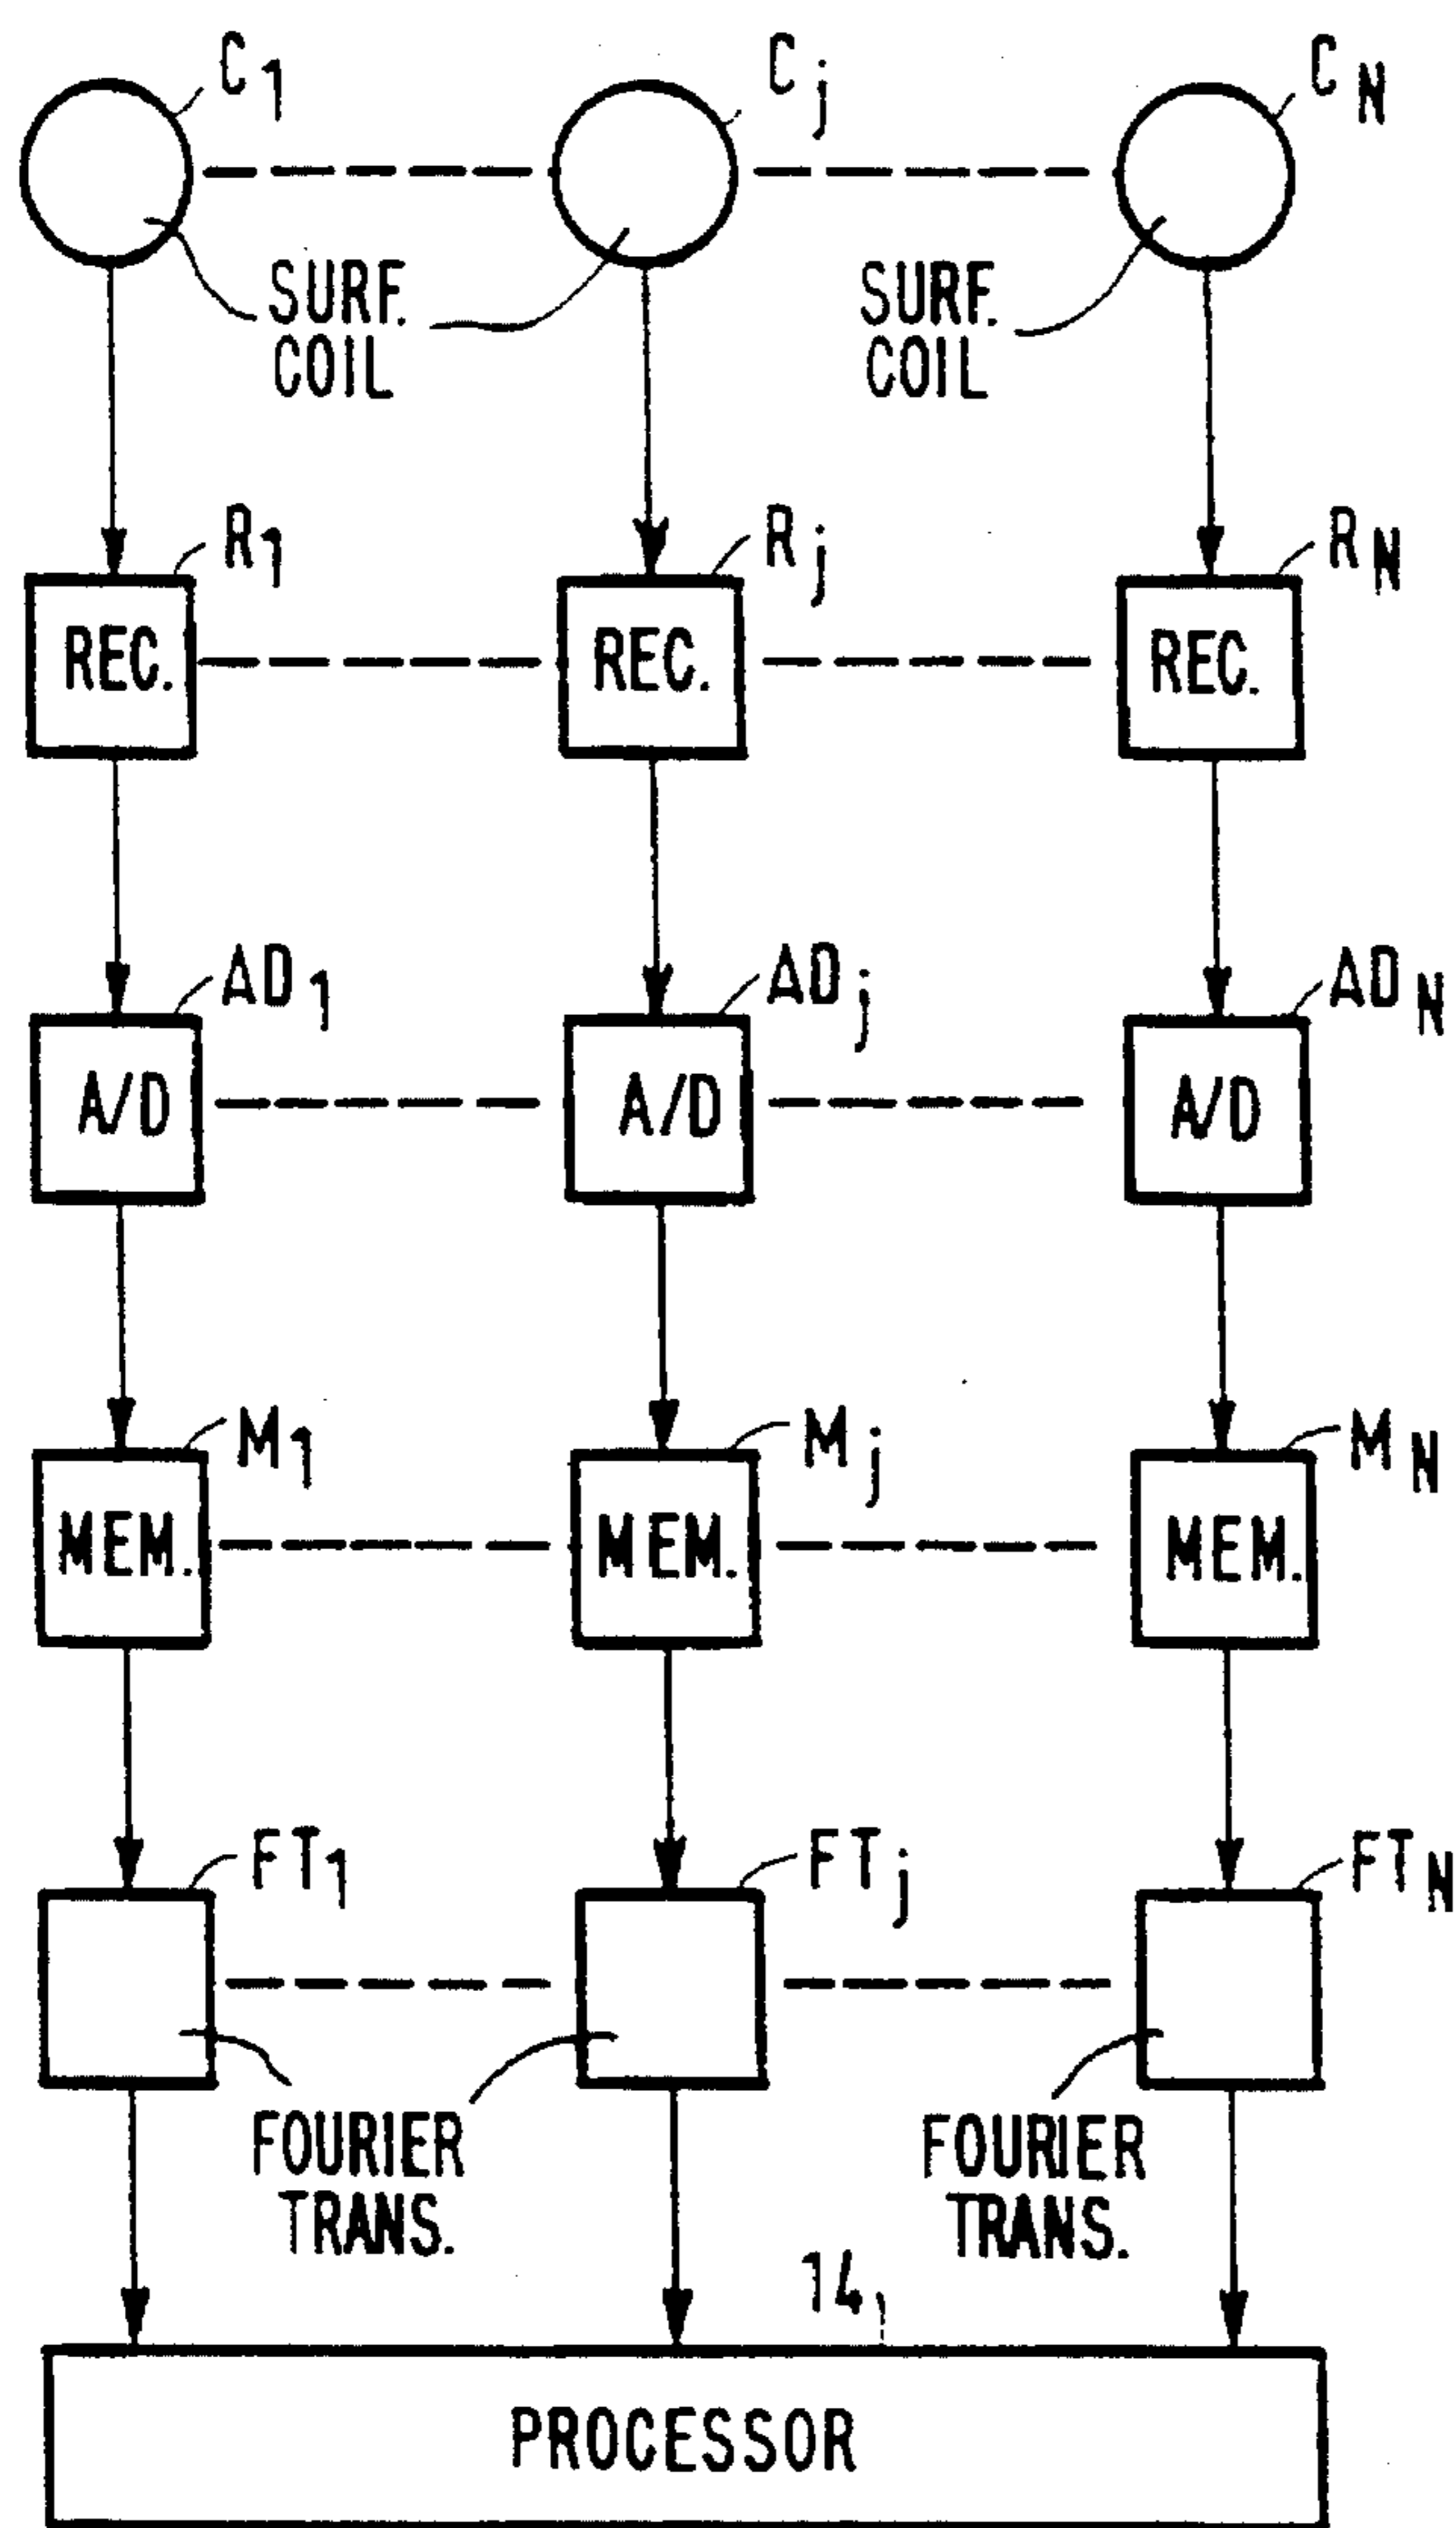 C1 Cj CN
SURF. COIL SURF. COIL
R1 Rj RN
REC. REC. REC.
AD1 ADj ADN
A/D A/D A/D
M1 Mj MN
MEM. MEM. MEM.
FT1 FTj FTN
FOURIER TRANS. FOURIER TRANS.
14
PROCESSOR